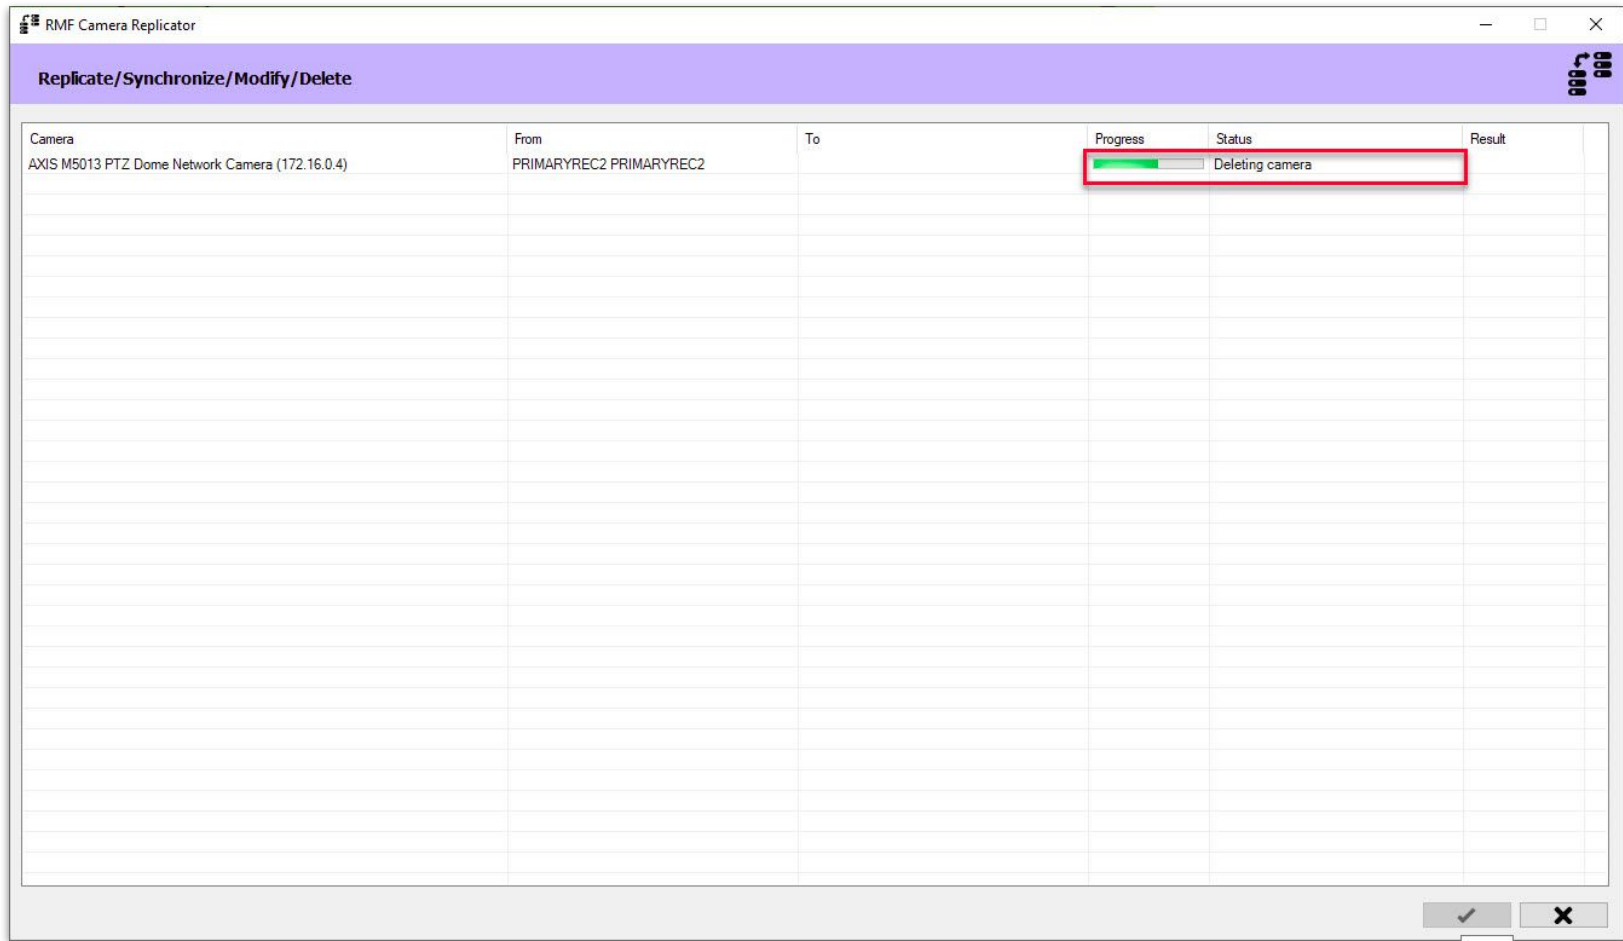 RMF Camera Replicator
Replicate/Synchronize/Modify/Delete
Camera From To Progress Status Result
AXIS M5013 PTZ Dome Network Camera (172.16.0.4) PRIMARYREC2 PRIMARYREC2 Deleting camera